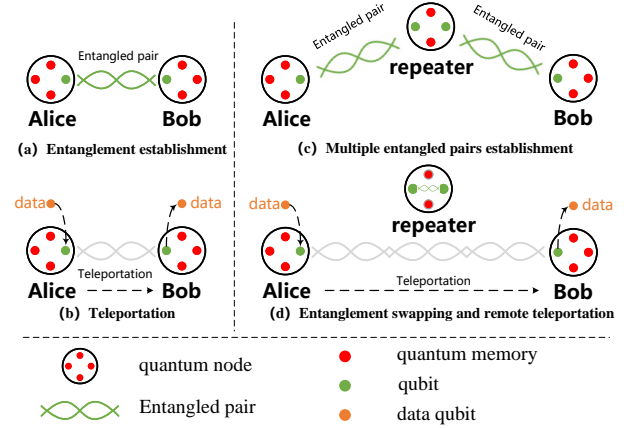 Entangled pair
Alice
Bob
(a) Entanglement establishment
Entangled pair
Entangled pair
repeater
Alice
Bob
(c) Multiple entangled pairs establishment
data
data
Teleportation
Alice
Bob
(b) Teleportation
data
data
repeater
Teleportation
Alice
Bob
(d) Entanglement swapping and remote teleportation
quantum node
Entangled pair
quantum memory
qubit
data qubit